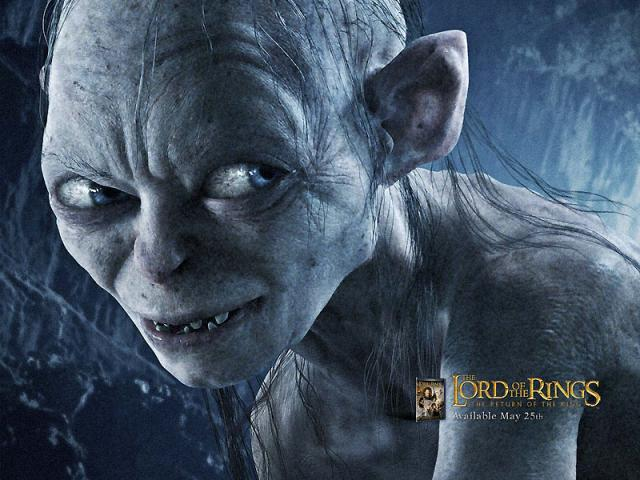 THE
LORD OF THE RINGS
THE RETURN OF THE KING
Available May 25th